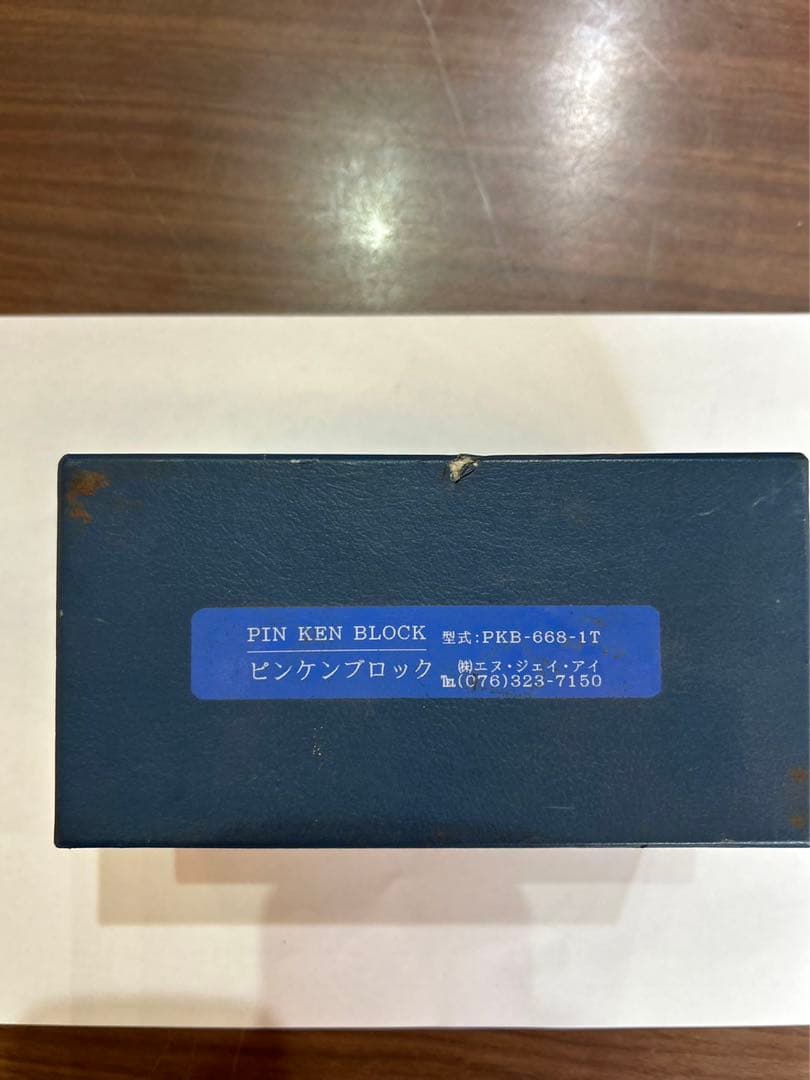 PIN KEN BLOCK
ピンケンブロック
型式:PKB-668-1T
㈱エヌ・ジェイ・アイ
℡(076)323-7150